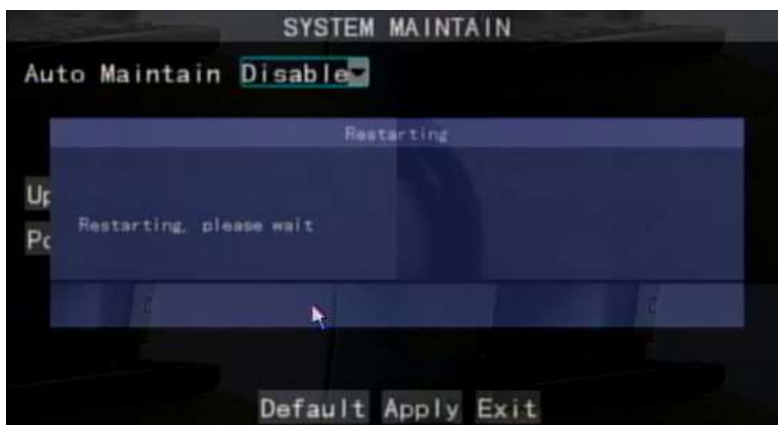 SYSTEM MAINTAIN
Auto Maintain Disable
Restarting
Up
Restarting, please wait
Po
Default Apply Exit